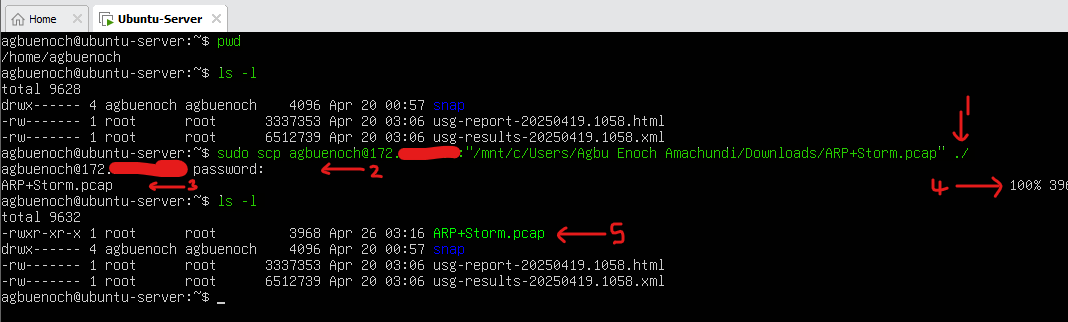 Home × Ubuntu-Server ×
agbuenoch@ubuntu-server:~$ pwd
/home/agbuenoch
agbuenoch@ubuntu-server:~$ ls -l
total 9628
drwx------ 4 agbuenoch agbuenoch    4096 Apr 20 00:57 snap
-rw------- 1 root      root      3337353 Apr 20 03:06 usg-report-20250419.1058.html
-rw------- 1 root      root      6512739 Apr 20 03:06 usg-results-20250419.1058.xml
1
agbuenoch@ubuntu-server:~$ sudo scp agbuenoch@172. :"/mnt/c/Users/Agbu Enoch Amachundi/Downloads/ARP+Storm.pcap" ./
agbuenoch@172. password: 2
ARP+Storm.pcap 3 4 100% 396
agbuenoch@ubuntu-server:~$ ls -l
total 9632
-rwxr-xr-x 1 root      root         3968 Apr 26 03:16 ARP+Storm.pcap 5
drwx------ 4 agbuenoch agbuenoch    4096 Apr 20 00:57 snap
-rw------- 1 root      root      3337353 Apr 20 03:06 usg-report-20250419.1058.html
-rw------- 1 root      root      6512739 Apr 20 03:06 usg-results-20250419.1058.xml
agbuenoch@ubuntu-server:~$ _